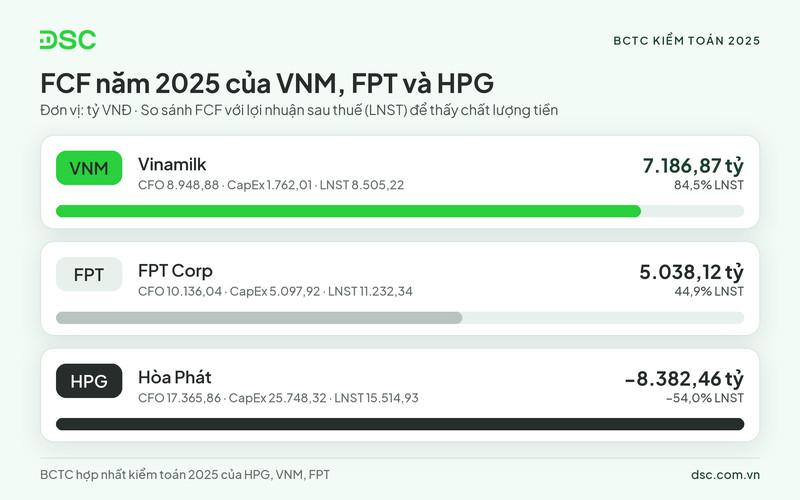 DSC
BCTC KIỂM TOÁN 2025
FCF năm 2025 của VNM, FPT và HPG
Đơn vị: tỷ VNĐ · So sánh FCF với lợi nhuận sau thuế (LNST) để thấy chất lượng tiền
VNM
Vinamilk
7.186,87 tỷ
CFO 8.948,88 · CapEx 1.762,01 · LNST 8.505,22
84,5% LNST
FPT
FPT Corp
5.038,12 tỷ
CFO 10.136,04 · CapEx 5.097,92 · LNST 11.232,34
44,9% LNST
HPG
Hòa Phát
−8.382,46 tỷ
CFO 17.365,86 · CapEx 25.748,32 · LNST 15.514,93
−54,0% LNST
BCTC hợp nhất kiểm toán 2025 của HPG, VNM, FPT
dsc.com.vn